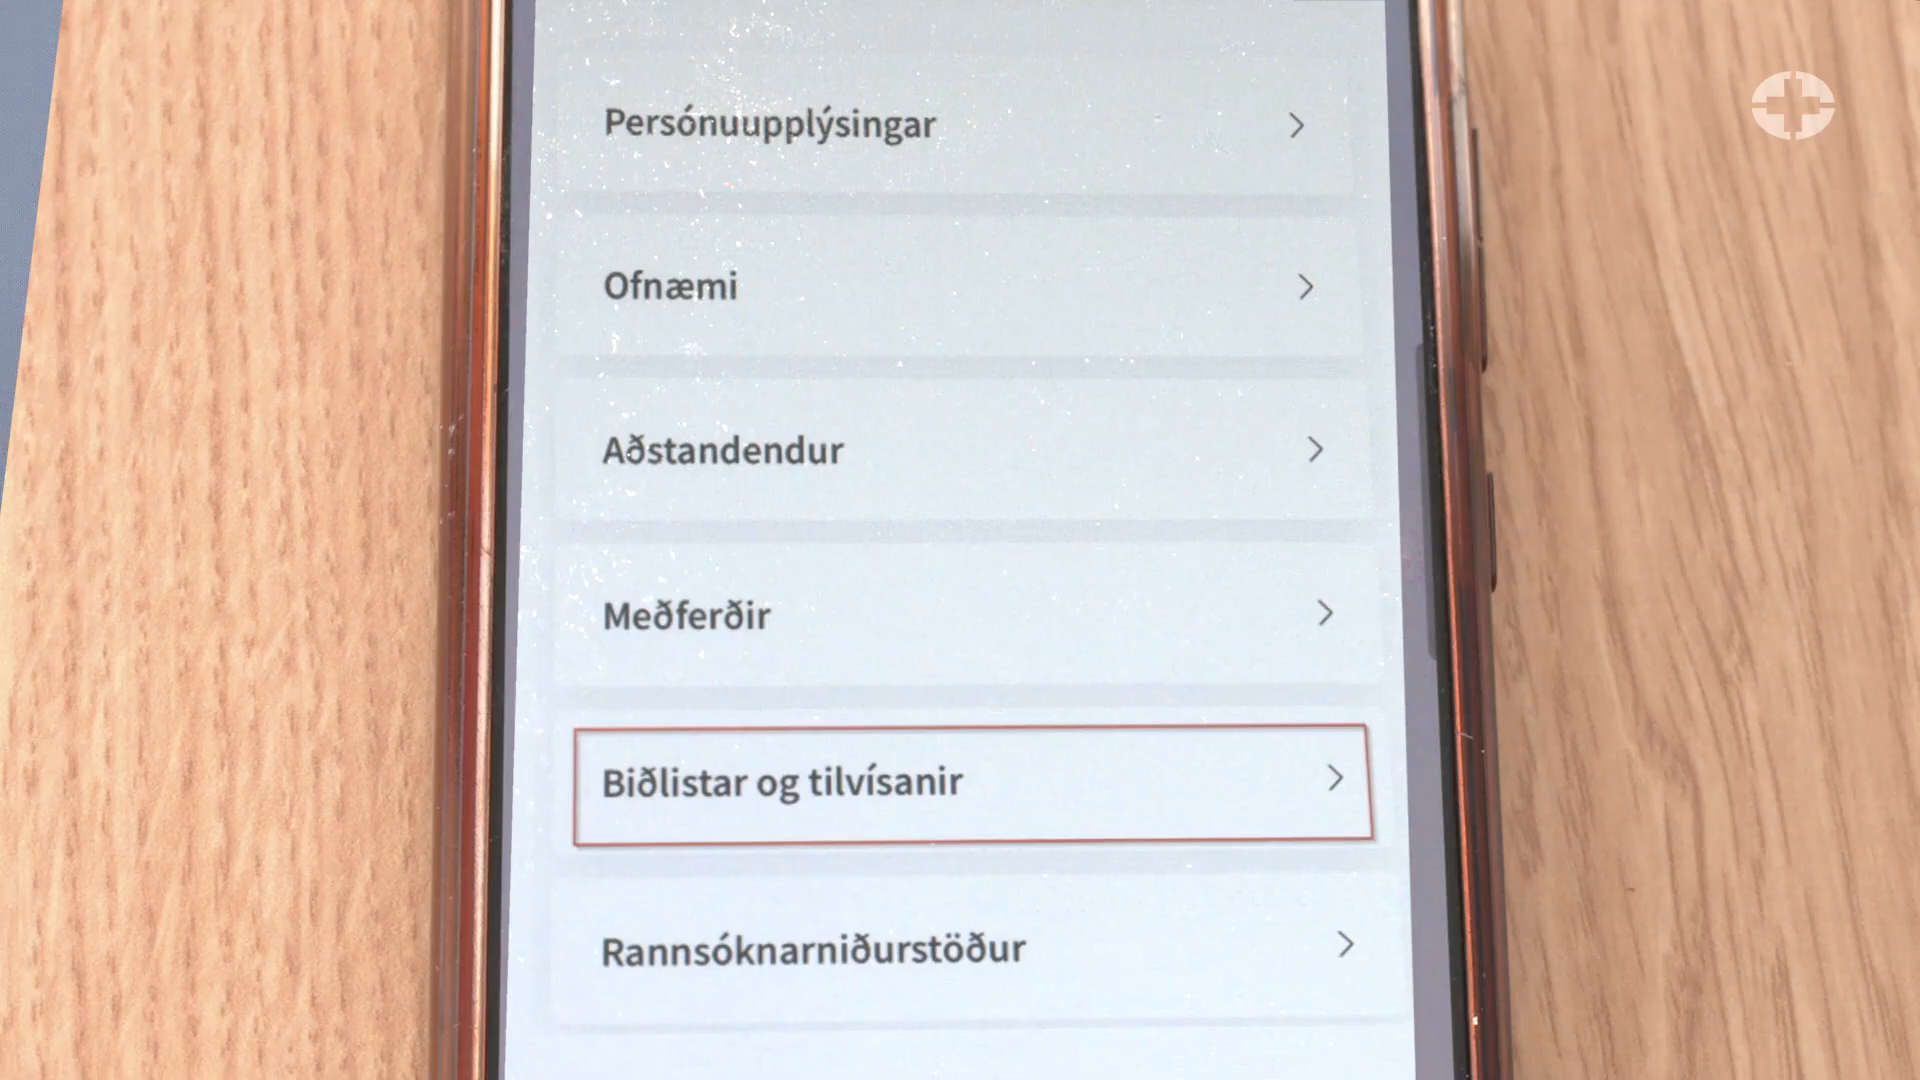 Persónuupplýsingar
Ofnæmi
Aðstandendur
Meðferðir
Biðlistar og tilvísanir
Rannsóknarniðurstöður